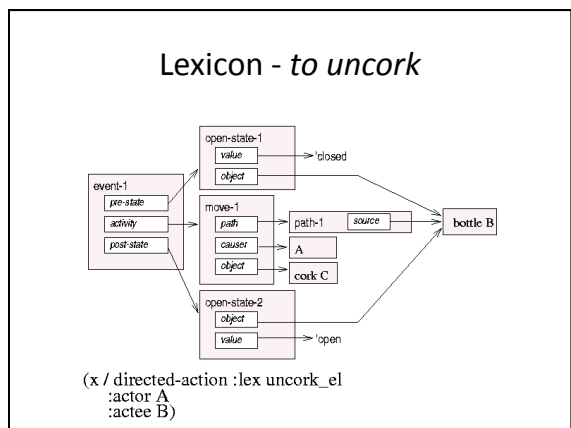 Lexicon - to uncork
open-state-1
value
'closed
object
event-1
pre-state
activity
post-state
move-1
path
causer
object
path-1
source
A
cork C
bottle B
open-state-2
object
value
'open
(x / directed-action :lex uncork_el
:actor A
:actee B)